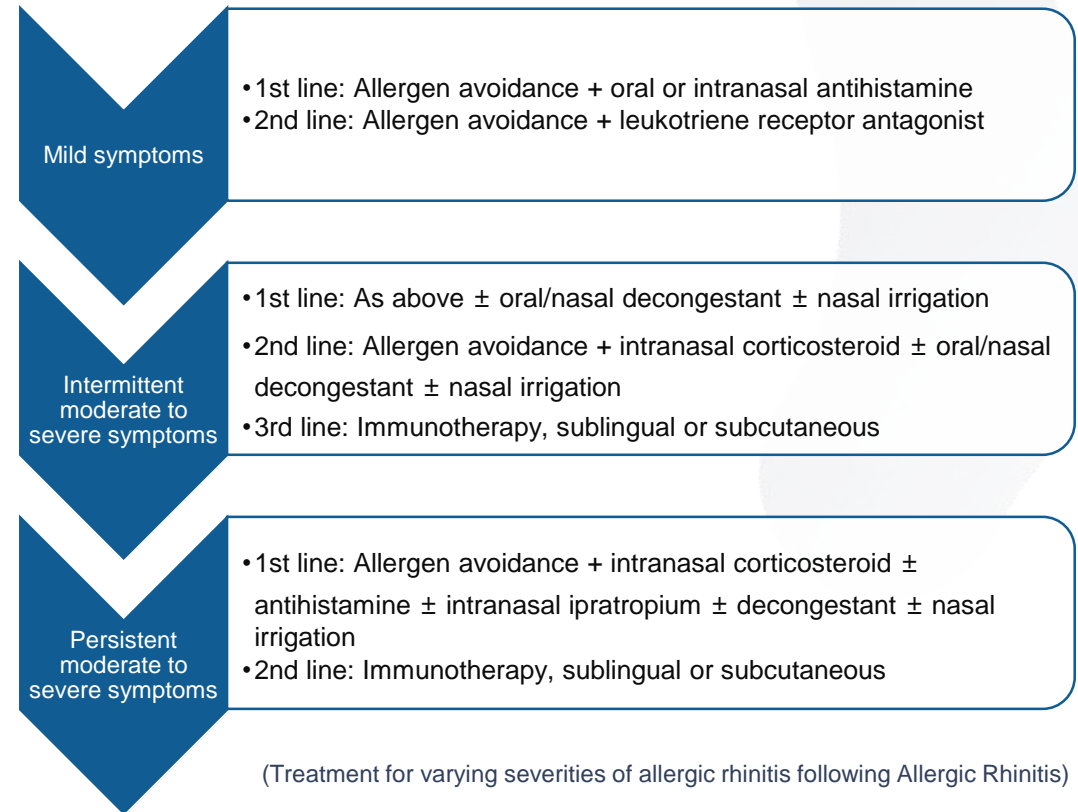 Mild symptoms
•1st line: Allergen avoidance + oral or intranasal antihistamine
•2nd line: Allergen avoidance + leukotriene receptor antagonist
Intermittent
moderate to
severe symptoms
•1st line: As above ± oral/nasal decongestant ± nasal irrigation
•2nd line: Allergen avoidance + intranasal corticosteroid ± oral/nasal
decongestant ± nasal irrigation
•3rd line: Immunotherapy, sublingual or subcutaneous
Persistent
moderate to
severe symptoms
•1st line: Allergen avoidance + intranasal corticosteroid ±
antihistamine ± intranasal ipratropium ± decongestant ± nasal
irrigation
•2nd line: Immunotherapy, sublingual or subcutaneous
(Treatment for varying severities of allergic rhinitis following Allergic Rhinitis)